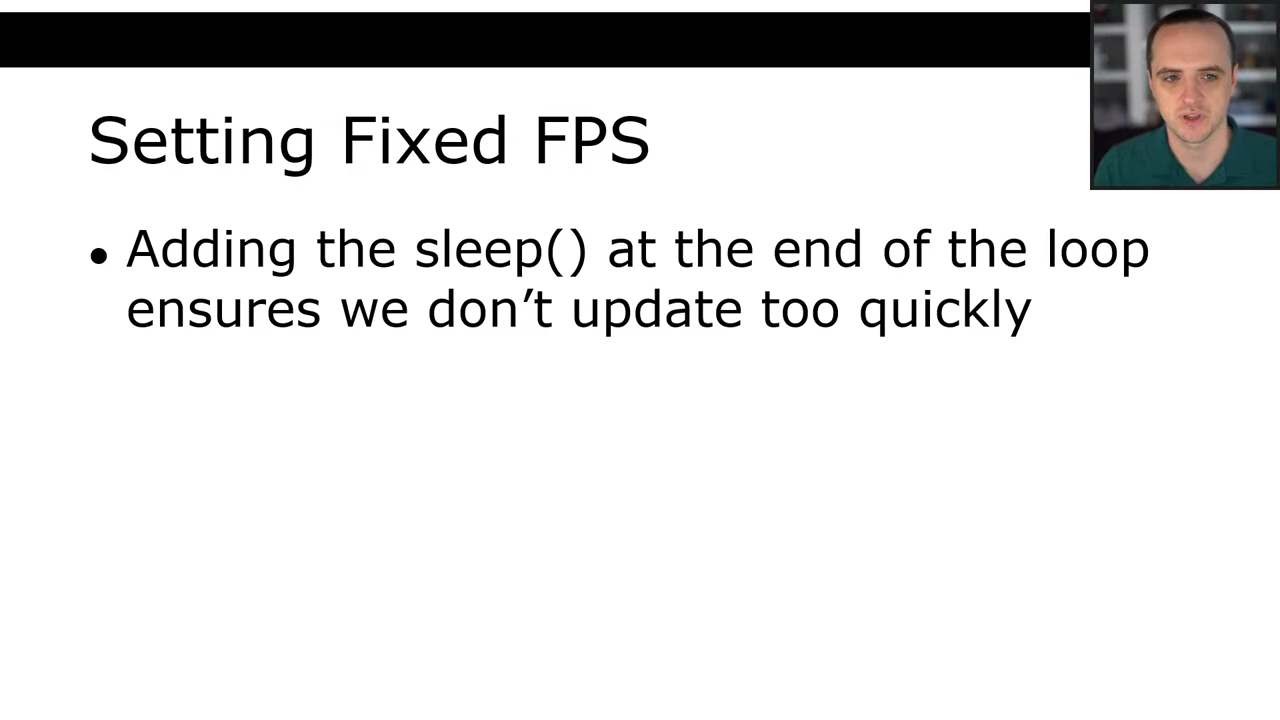 Setting Fixed FPS
• Adding the sleep() at the end of the loop
ensures we don’t update too quickly